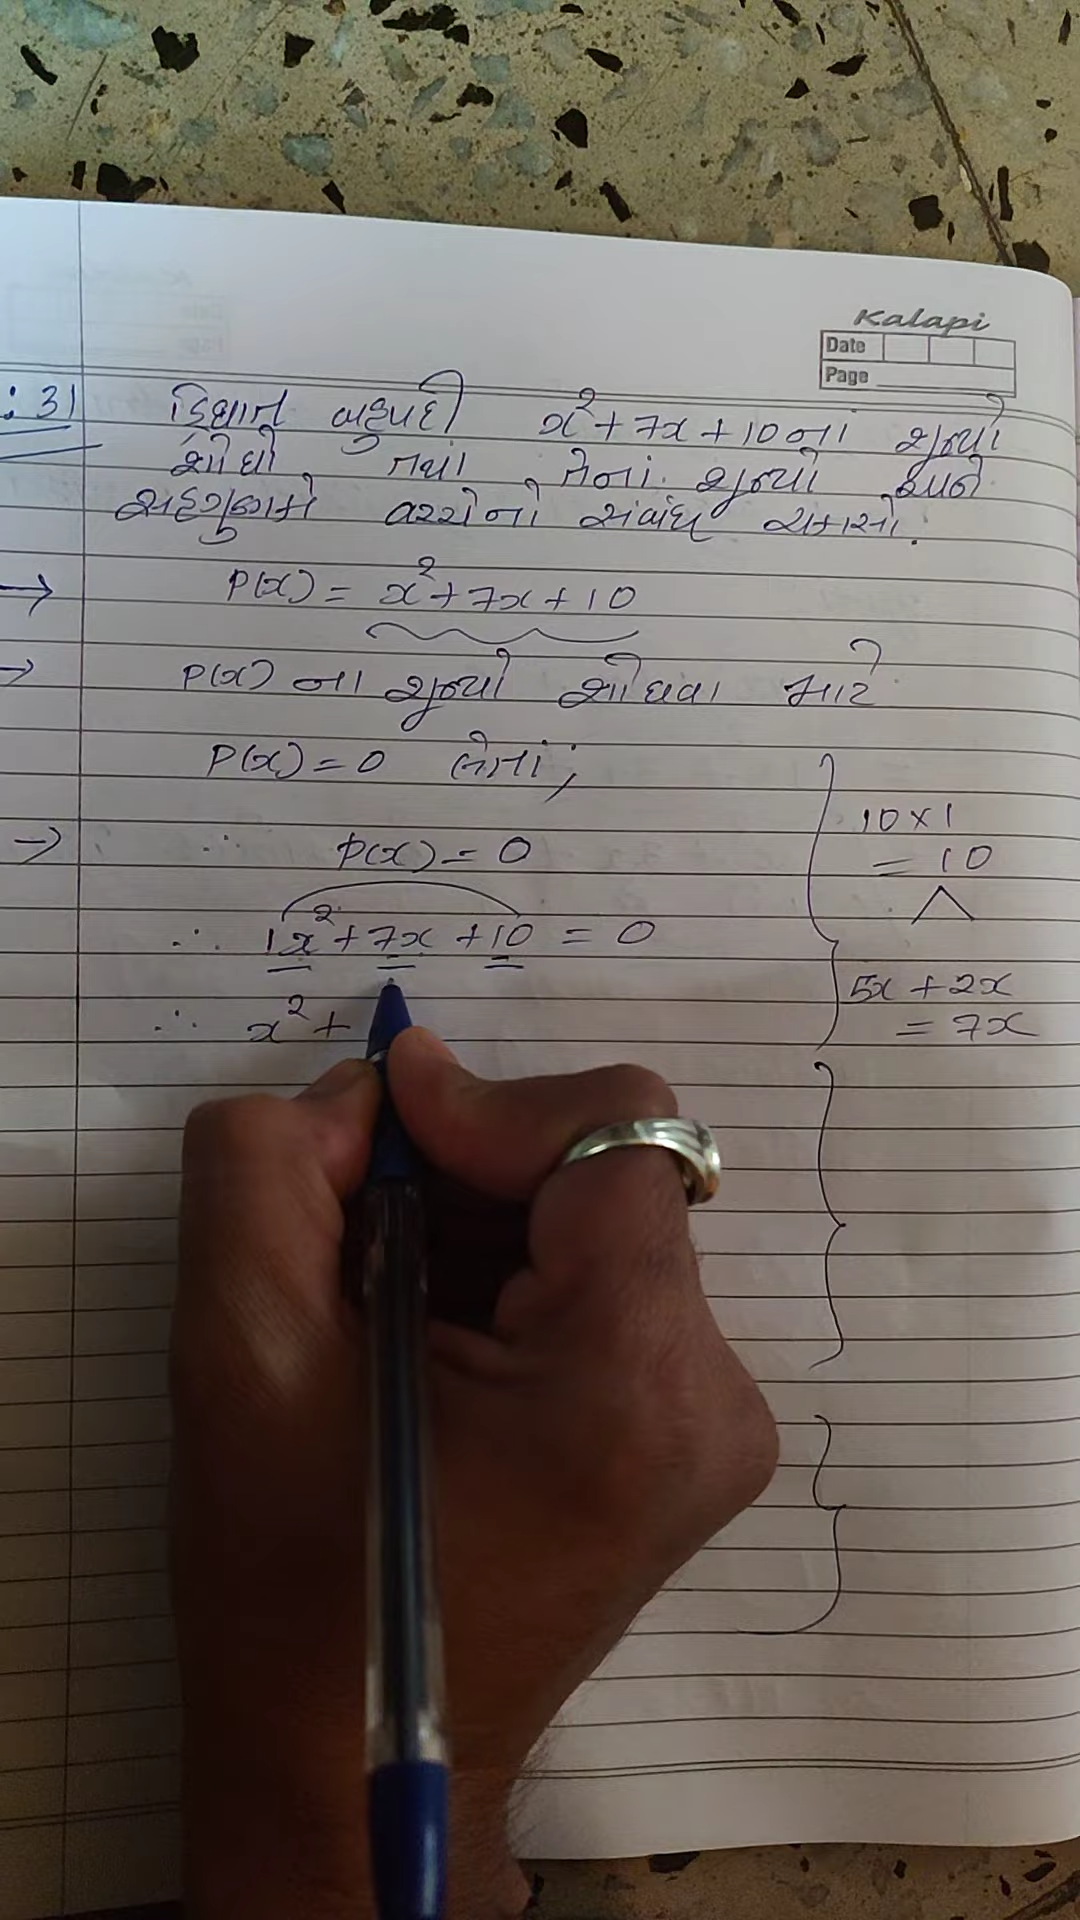 Kalapi
Date
Page
: 31 દ્વિઘાત બહુપદી x²+7x+10નાં શૂન્યો
શોધો તથા તેનાં શૂન્યો અને
સહગુણકો વચ્ચેનો સંબંધ ચકાસો.
→ P(x) = x²+7x+10
→ P(x) ના શૂન્યો શોધવા માટે
P(x)=0 લેતાં;
→ ∴ P(x) = 0
∴ 1x²+7x+10 = 0
∴ x²+
10×1
= 10
5x+2x
= 7x